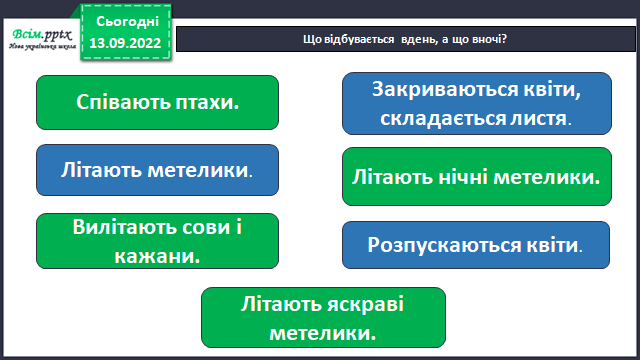 Всім.pptx
Нова українська школа
Сьогодні
13.09.2022
Що відбувається вдень, а що вночі?
Співають птахи.
Закриваються квіти,
складається листя.
Літають метелики.
Літають нічні метелики.
Вилітають сови і
кажани.
Розпускаються квіти.
Літають яскраві
метелики.